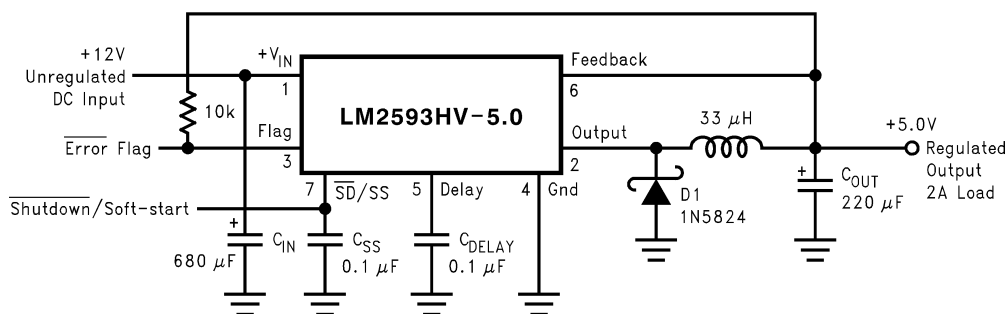 +12V
Unregulated
DC Input
10k
Error Flag
Shutdown/Soft-start
+VIN
1
Flag
3
LM2593HV-5.0
Feedback
6
Output
2
7
SD/SS
5
Delay
4
Gnd
+
CIN
680 μF
CSS
0.1 μF
CDELAY
0.1 μF
33 μH
D1
1N5824
+
COUT
220 μF
+5.0V
Regulated
Output
2A Load